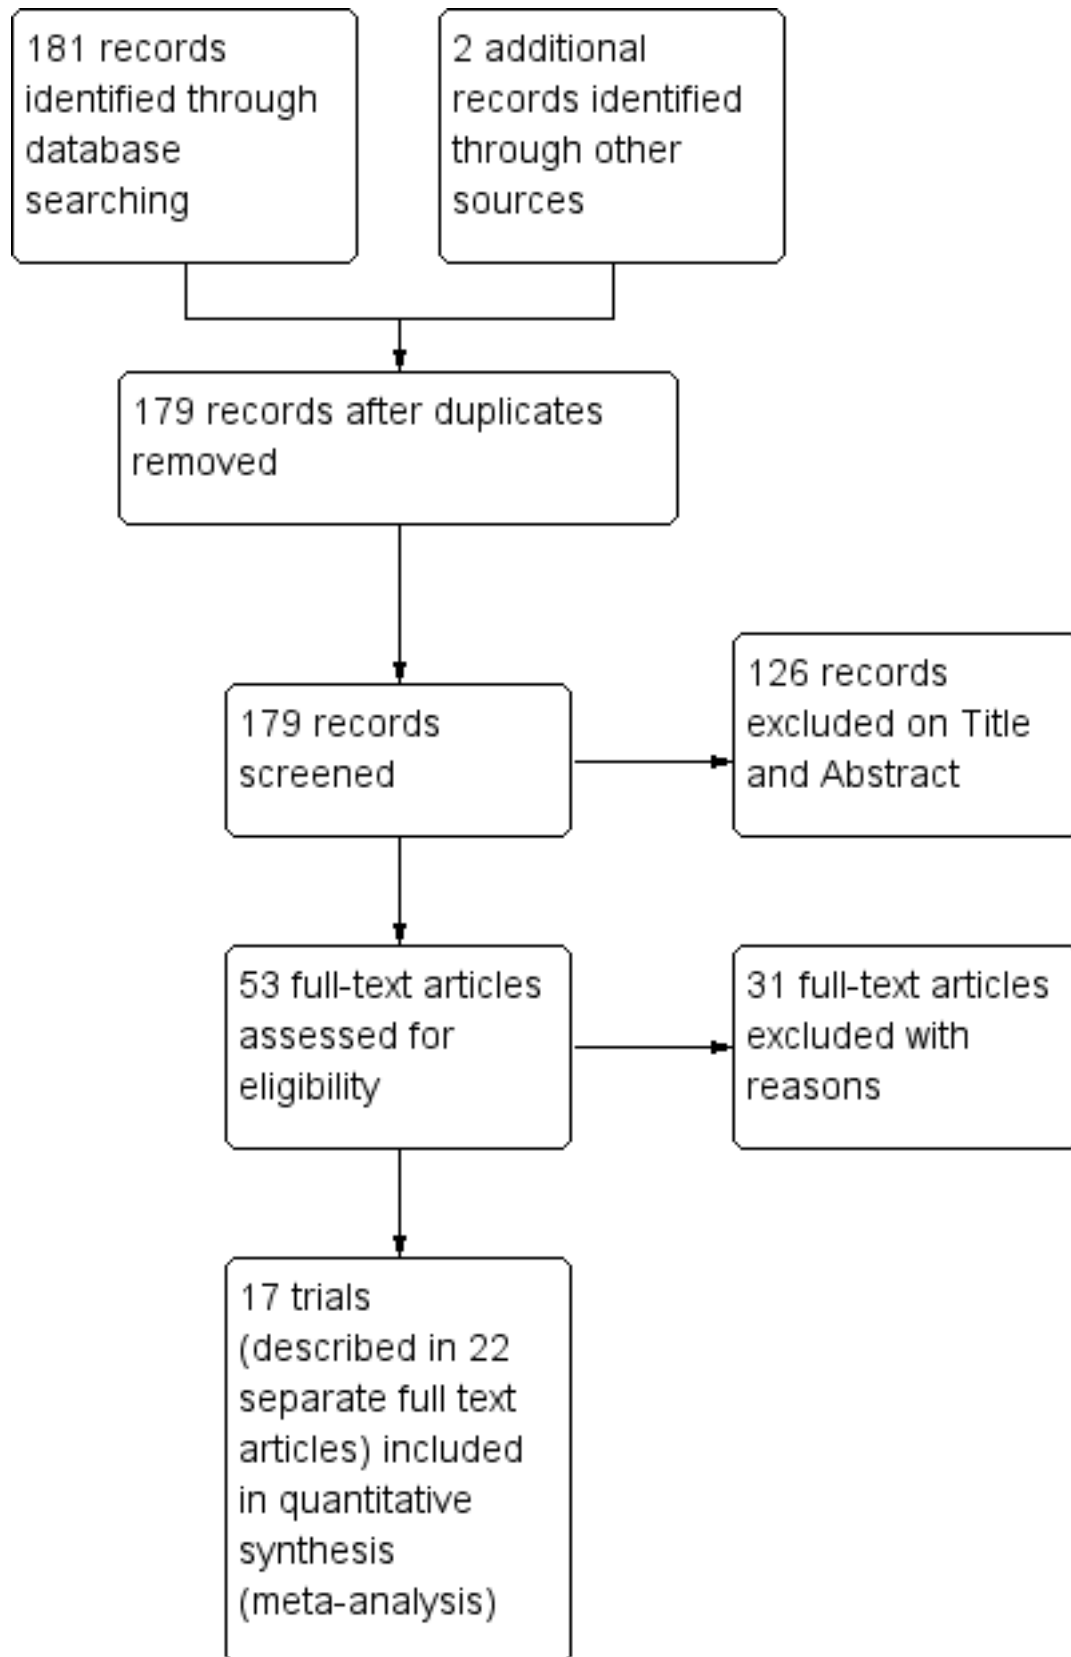 181 records
identified through
database
searching
2 additional
records identified
through other
sources
179 records after duplicates
removed
179 records
screened
126 records
excluded on Title
and Abstract
53 full-text articles
assessed for
eligibility
31 full-text articles
excluded with
reasons
17 trials
(described in 22
separate full text
articles) included
in quantitative
synthesis
(meta-analysis)